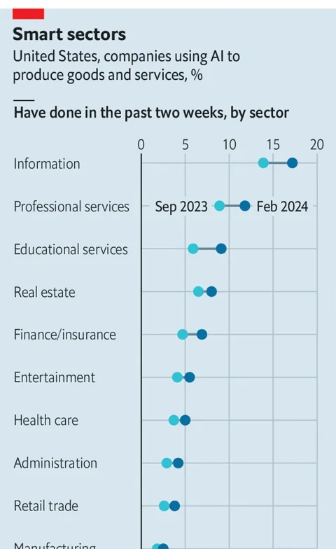 Smart sectors
United States, companies using AI to
produce goods and services, %
Have done in the past two weeks, by sector
0 5 10 15 20
Information
Professional services Sep 2023 Feb 2024
Educational services
Real estate
Finance/insurance
Entertainment
Health care
Administration
Retail trade
Manufacturing